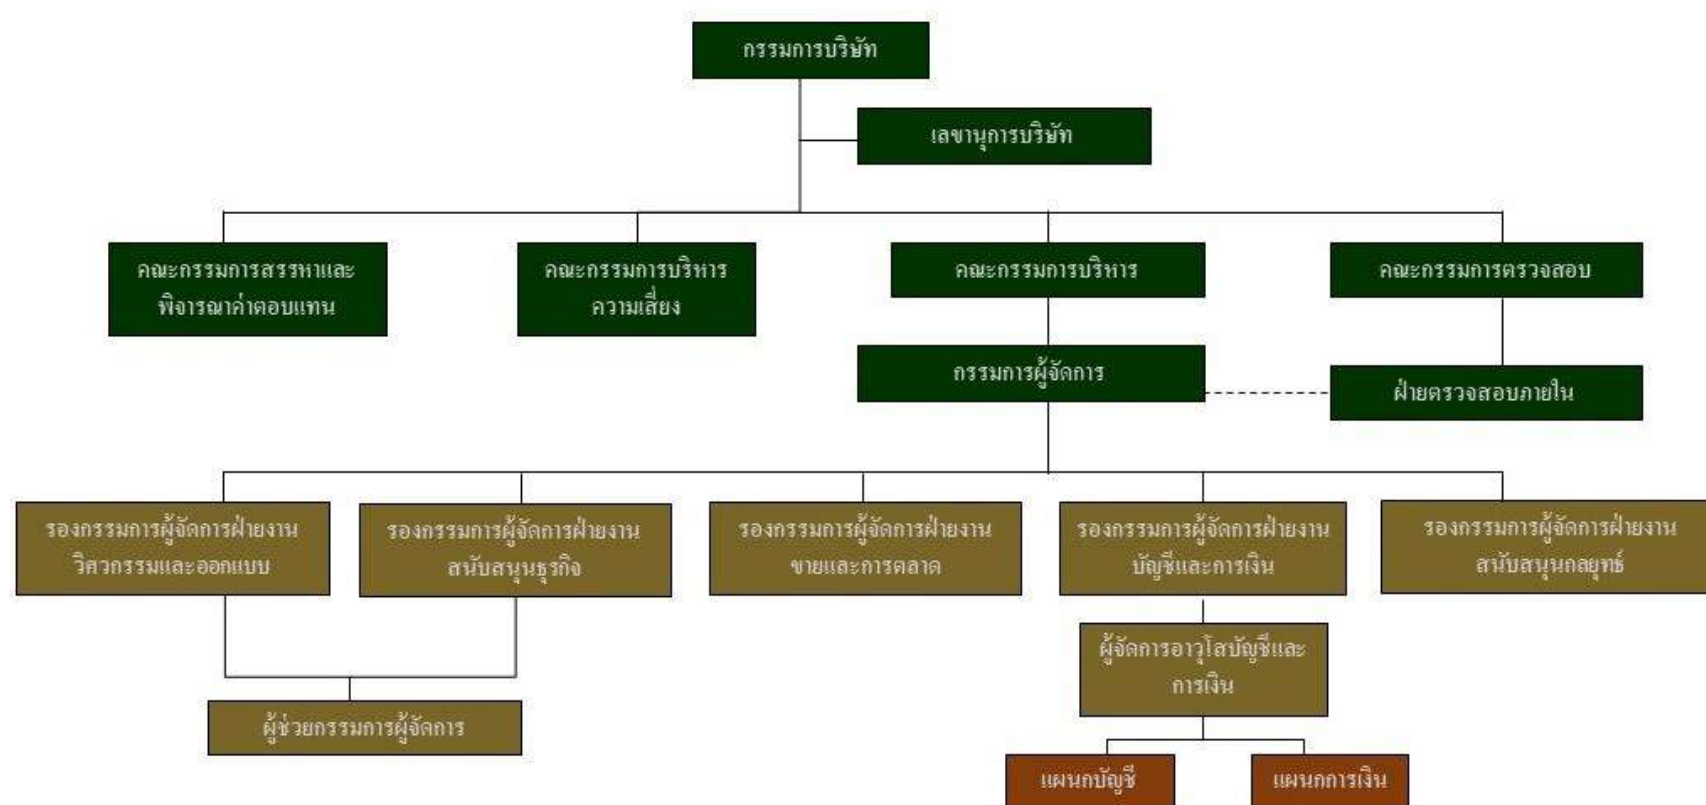 กรรมการบริษัท
เลขานุการบริษัท
คณะกรรมการสรรหาและ
พิจารณาค่าตอบแทน
คณะกรรมการบริหาร
ความเสี่ยง
คณะกรรมการบริหาร
คณะกรรมการตรวจสอบ
กรรมการผู้จัดการ
ฝ่ายตรวจสอบภายใน
รองกรรมการผู้จัดการฝ่ายงาน
วิศวกรรมและออกแบบ
รองกรรมการผู้จัดการฝ่ายงาน
สนับสนุนธุรกิจ
รองกรรมการผู้จัดการฝ่ายงาน
ขายและการตลาด
รองกรรมการผู้จัดการฝ่ายงาน
บัญชีและการเงิน
รองกรรมการผู้จัดการฝ่ายงาน
สนับสนุนกลยุทธ์
ผู้จัดการอาวุโสบัญชีและ
การเงิน
ผู้ช่วยกรรมการผู้จัดการ
แผนกบัญชี
แผนกการเงิน